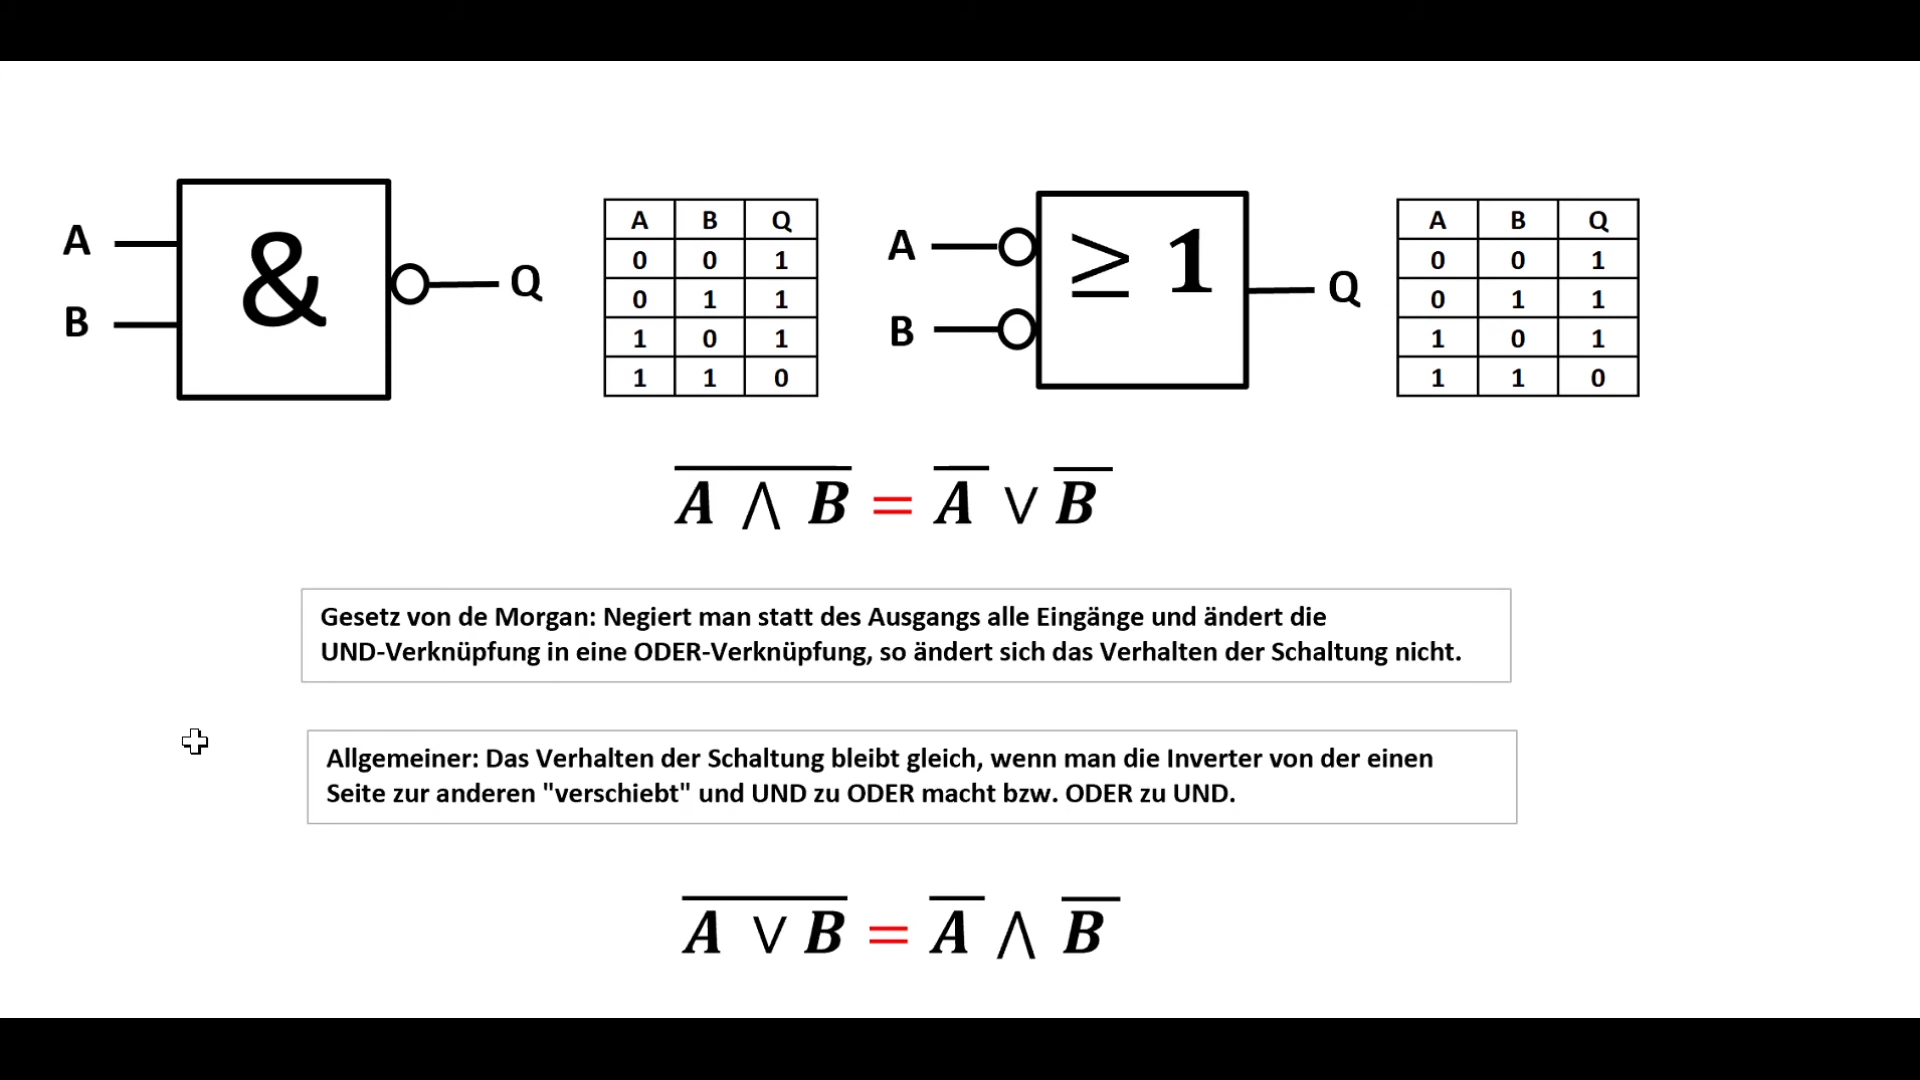 A
B
&
Q
A B Q
0 0 1
0 1 1
1 0 1
1 1 0
A
B
≥ 1
Q
A B Q
0 0 1
0 1 1
1 0 1
1 1 0
A̅ ̅⋀̅ ̅B̅ = A̅ ∨ B̅
Gesetz von de Morgan: Negiert man statt des Ausgangs alle Eingänge und ändert die
UND-Verknüpfung in eine ODER-Verknüpfung, so ändert sich das Verhalten der Schaltung nicht.
Allgemeiner: Das Verhalten der Schaltung bleibt gleich, wenn man die Inverter von der einen
Seite zur anderen "verschiebt" und UND zu ODER macht bzw. ODER zu UND.
A̅ ̅∨̅ ̅B̅ = A̅ ⋀ B̅